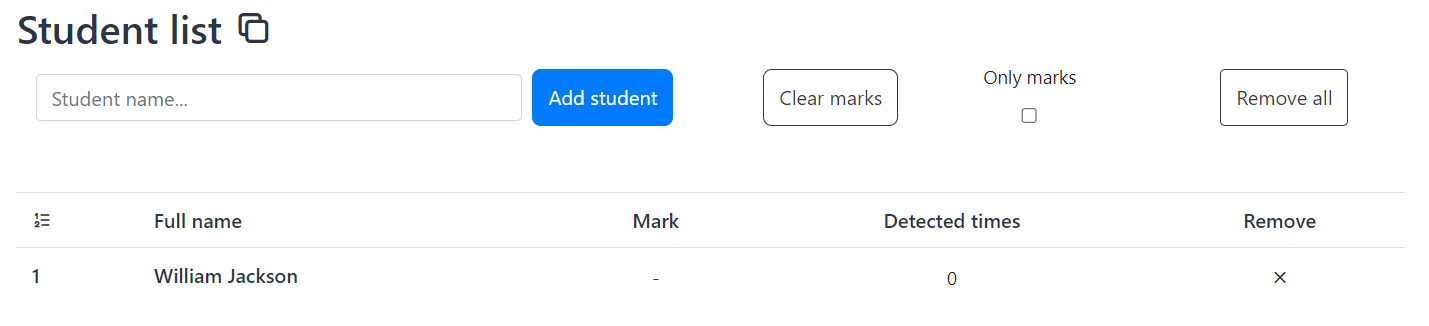 Student list
Student name... Add student Clear marks Only marks Remove all
Full name Mark Detected times Remove
1 William Jackson - 0 ×